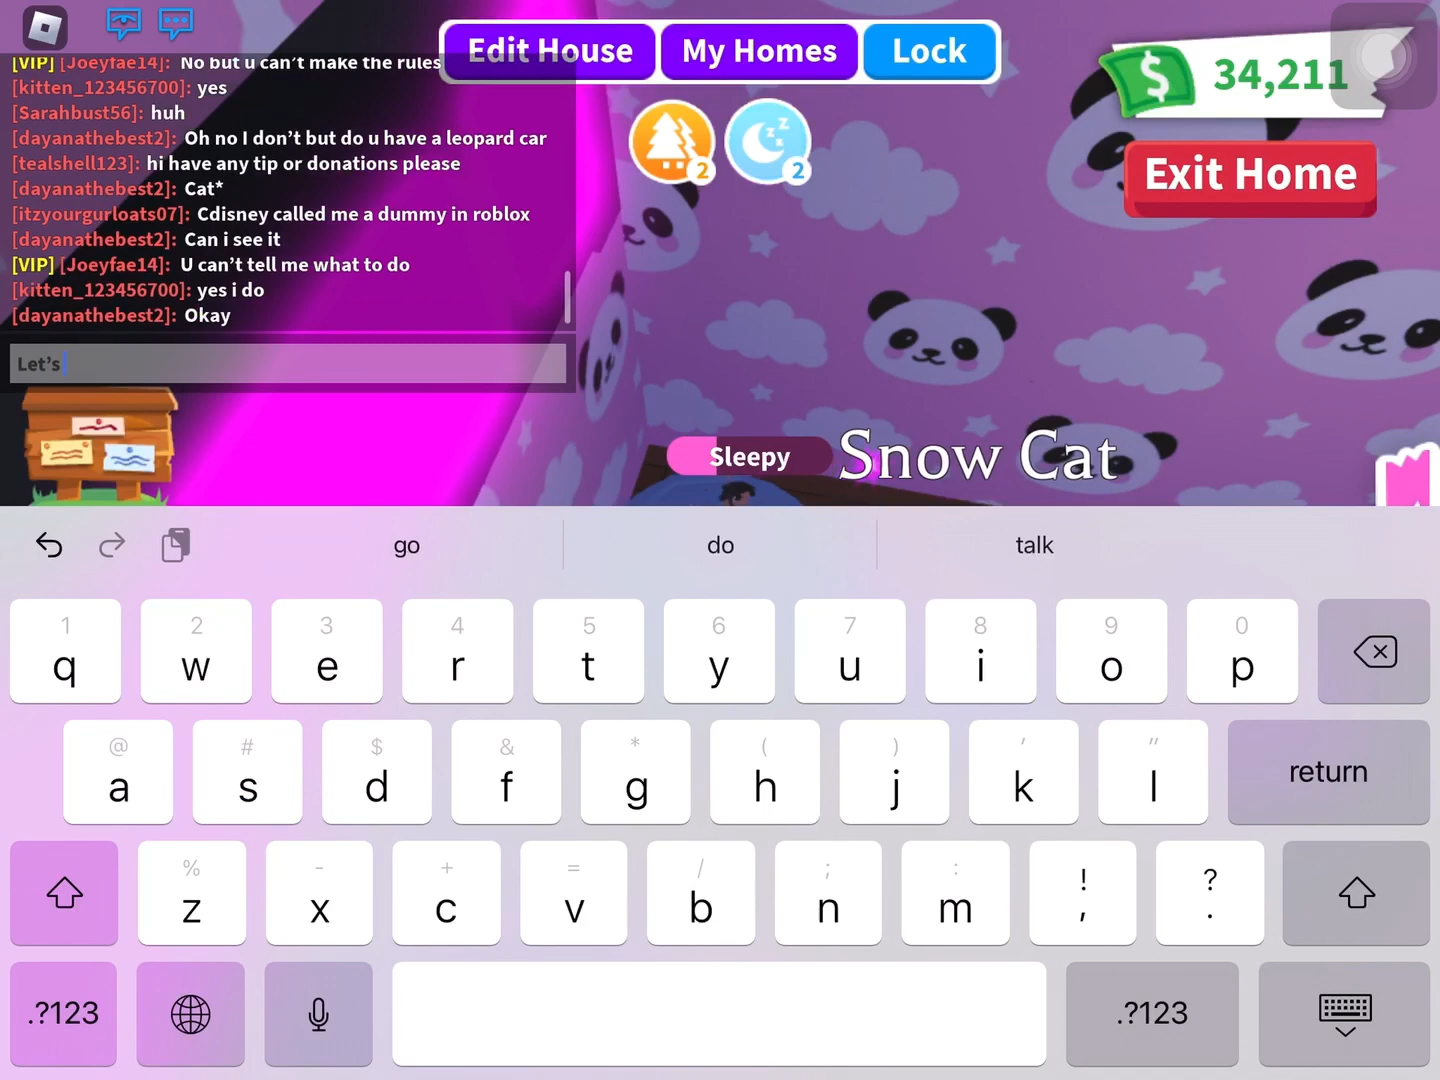 Edit House
My Homes
Lock
34,211
Exit Home
2
2
[VIP] [Joeyfae14]: No but u can't make the rules
[kitten_123456700]: yes
[Sarahbust56]: huh
[dayanathebest2]: Oh no I don't but do u have a leopard car
[tealshell123]: hi have any tip or donations please
[dayanathebest2]: Cat*
[itzyourgurloats07]: Cdisney called me a dummy in roblox
[dayanathebest2]: Can i see it
[VIP] [Joeyfae14]: U can't tell me what to do
[kitten_123456700]: yes i do
[dayanathebest2]: Okay
Let's
Sleepy
Snow Cat
go do talk
1 2 3 4 5 6 7 8 9 0
q w e r t y u i o p
@ # $ & * ( ) ' "
a s d f g h j k l return
% - + = / ; : ! ?
z x c v b n m , .
.?123 .?123